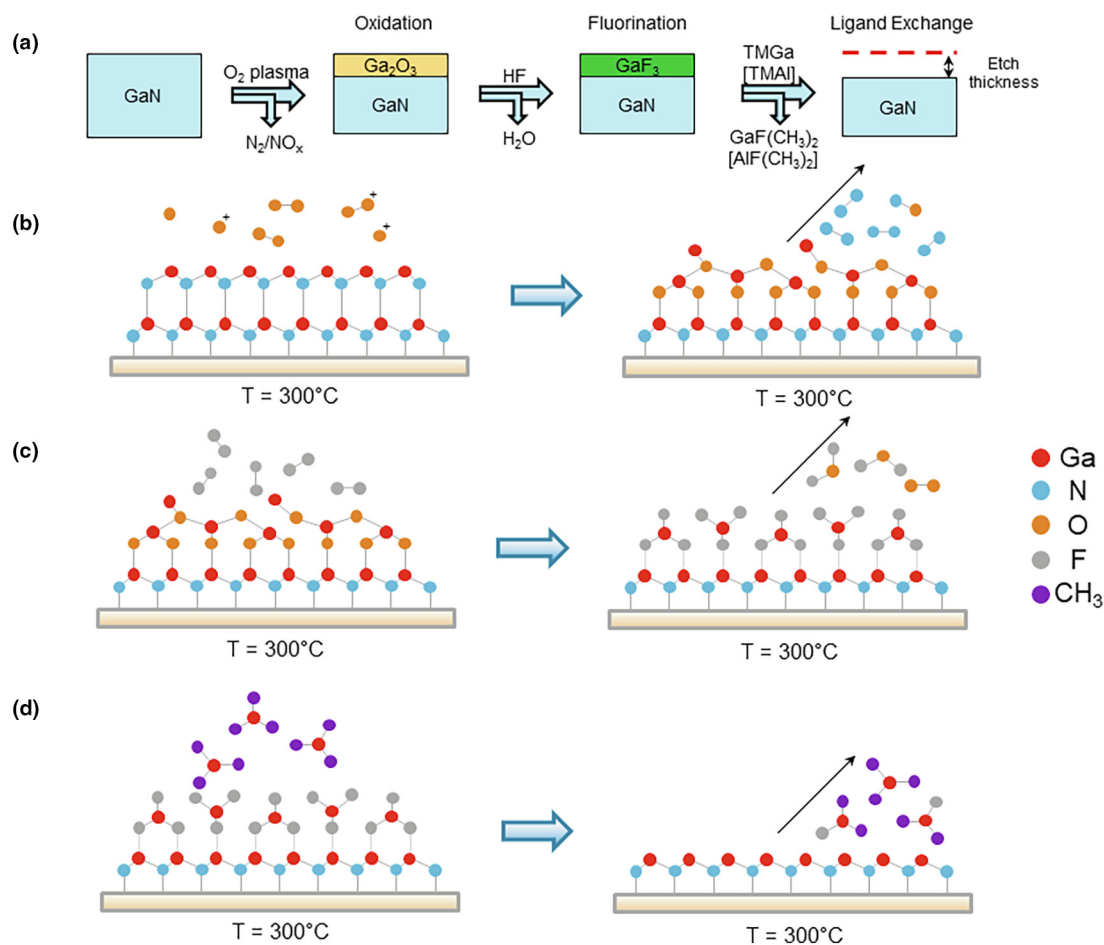 (a)
Oxidation
Fluorination
Ligand Exchange
GaN
O₂ plasma
N₂/NOₓ
Ga₂O₃
GaN
HF
H₂O
GaF₃
GaN
TMGa
[TMAl]
GaF(CH₃)₂
[AlF(CH₃)₂]
GaN
Etch
thickness
(b)
+
+
+
T = 300°C
T = 300°C
(c)
T = 300°C
T = 300°C
Ga
N
O
F
CH₃
(d)
T = 300°C
T = 300°C